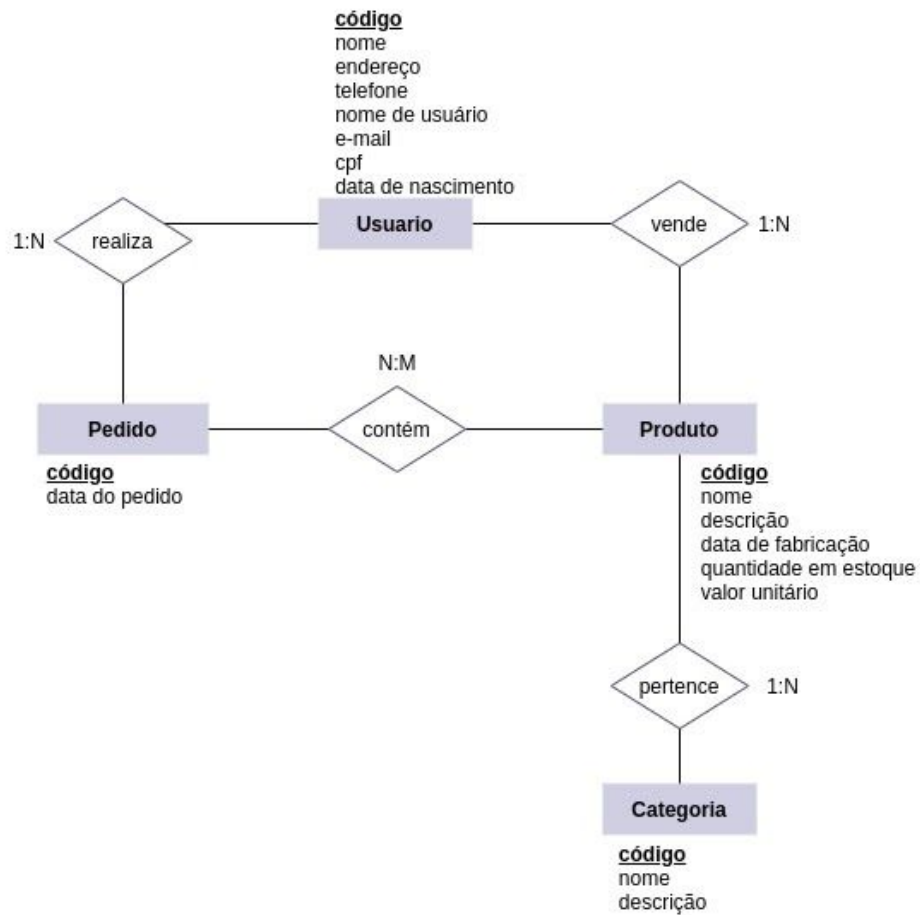 código
nome
endereço
telefone
nome de usuário
e-mail
cpf
data de nascimento
Usuario
1:N
realiza
vende
1:N
N:M
Pedido
contém
Produto
código
data do pedido
código
nome
descrição
data de fabricação
quantidade em estoque
valor unitário
pertence
1:N
Categoria
código
nome
descrição